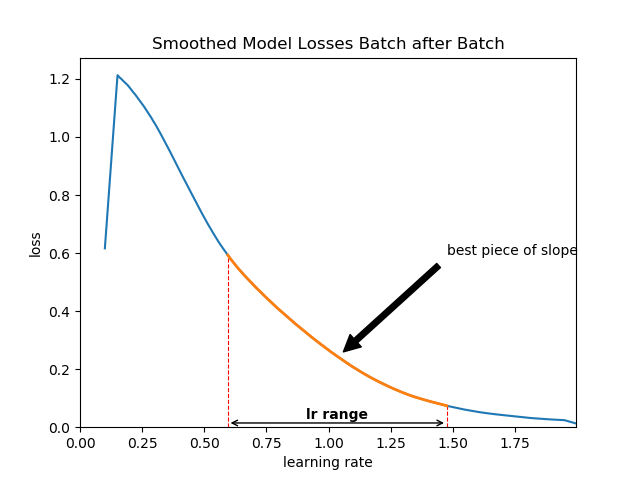 Smoothed Model Losses Batch after Batch
1.2
1.0
0.8
0.6
0.4
0.2
0.0
loss
best piece of slope
lr range
0.00 0.25 0.50 0.75 1.00 1.25 1.50 1.75
learning rate